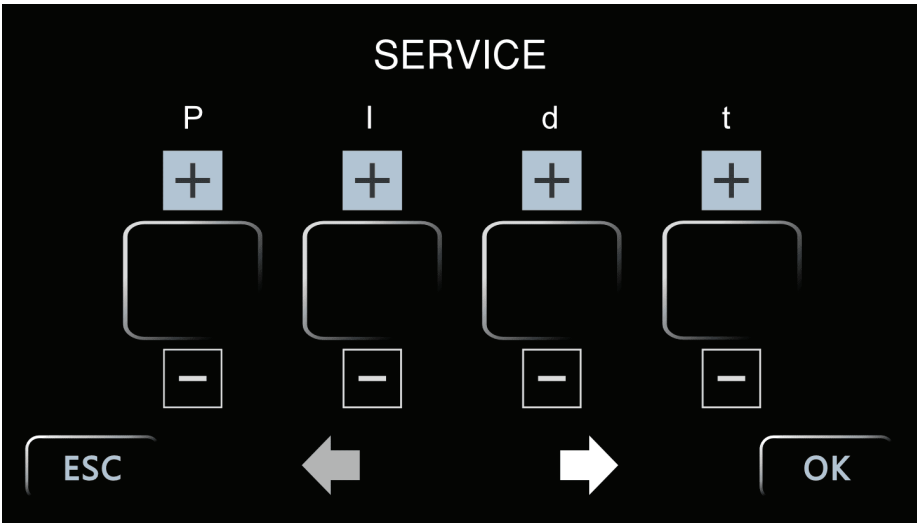 SERVICE
P I d t
+ + + +
- - - -
ESC OK